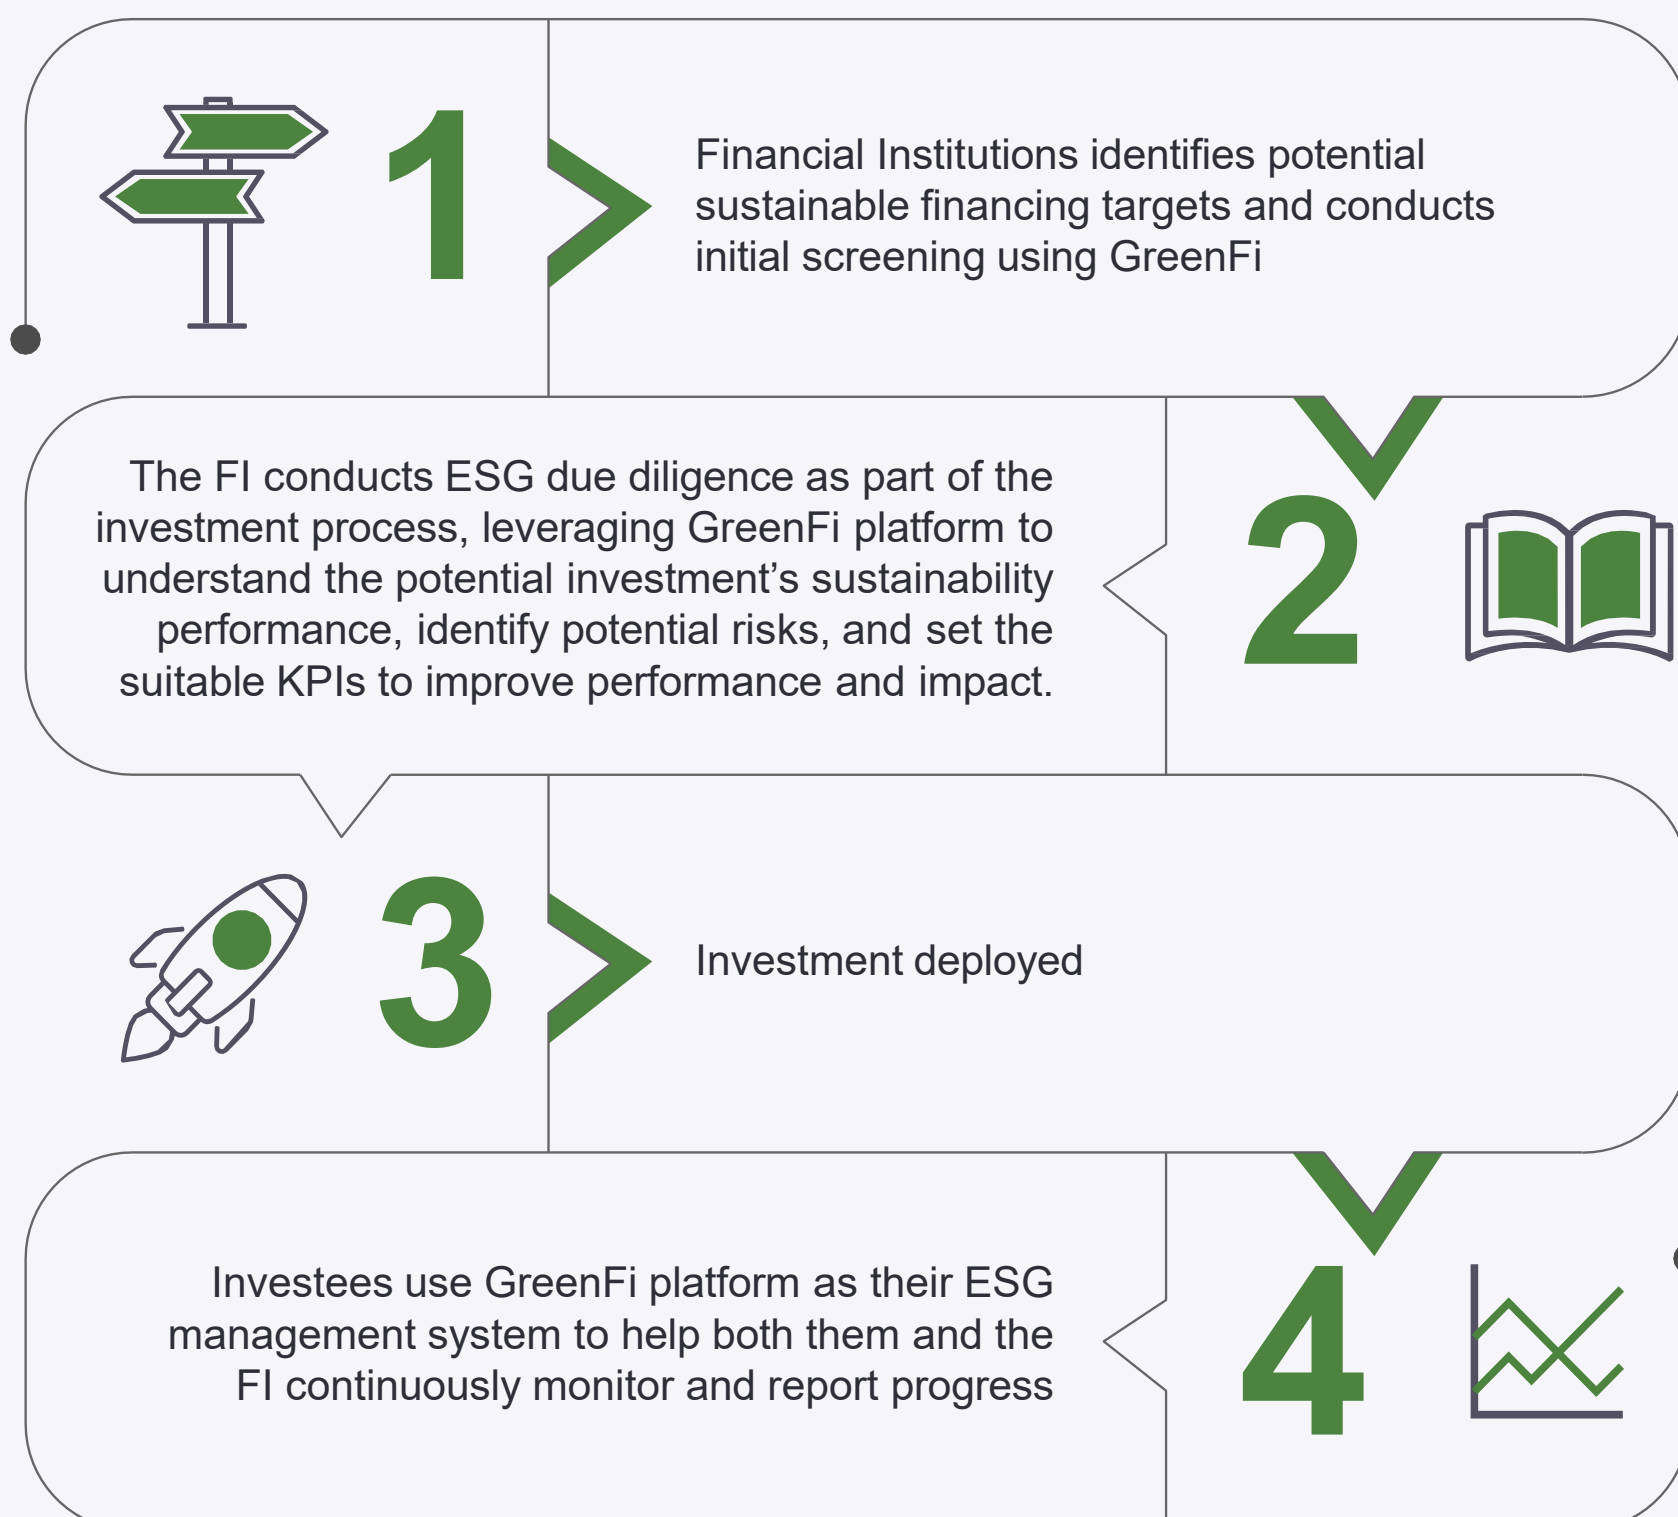 1
Financial Institutions identifies potential
sustainable financing targets and conducts
initial screening using GreenFi
2
The FI conducts ESG due diligence as part of the
investment process, leveraging GreenFi platform to
understand the potential investment’s sustainability
performance, identify potential risks, and set the
suitable KPIs to improve performance and impact.
3
Investment deployed
4
Investees use GreenFi platform as their ESG
management system to help both them and the
FI continuously monitor and report progress